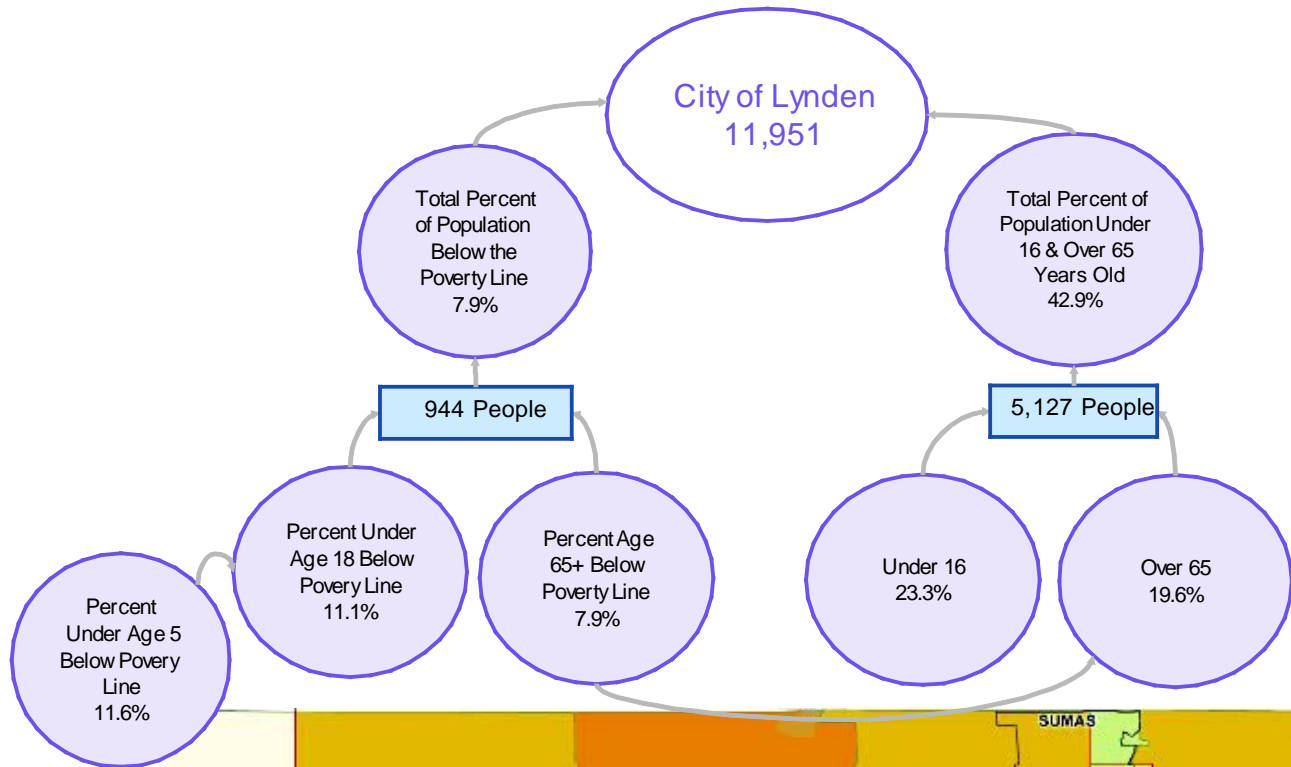 City of Lynden
11,951
Total Percent
of Population
Below the
Poverty Line
7.9%
Total Percent of
Population Under
16 & Over 65
Years Old
42.9%
944 People
5,127 People
Percent Under
Age 18 Below
Povery Line
11.1%
Percent Age
65+ Below
Poverty Line
7.9%
Under 16
23.3%
Over 65
19.6%
Percent
Under Age 5
Below Povery
Line
11.6%
SUMAS